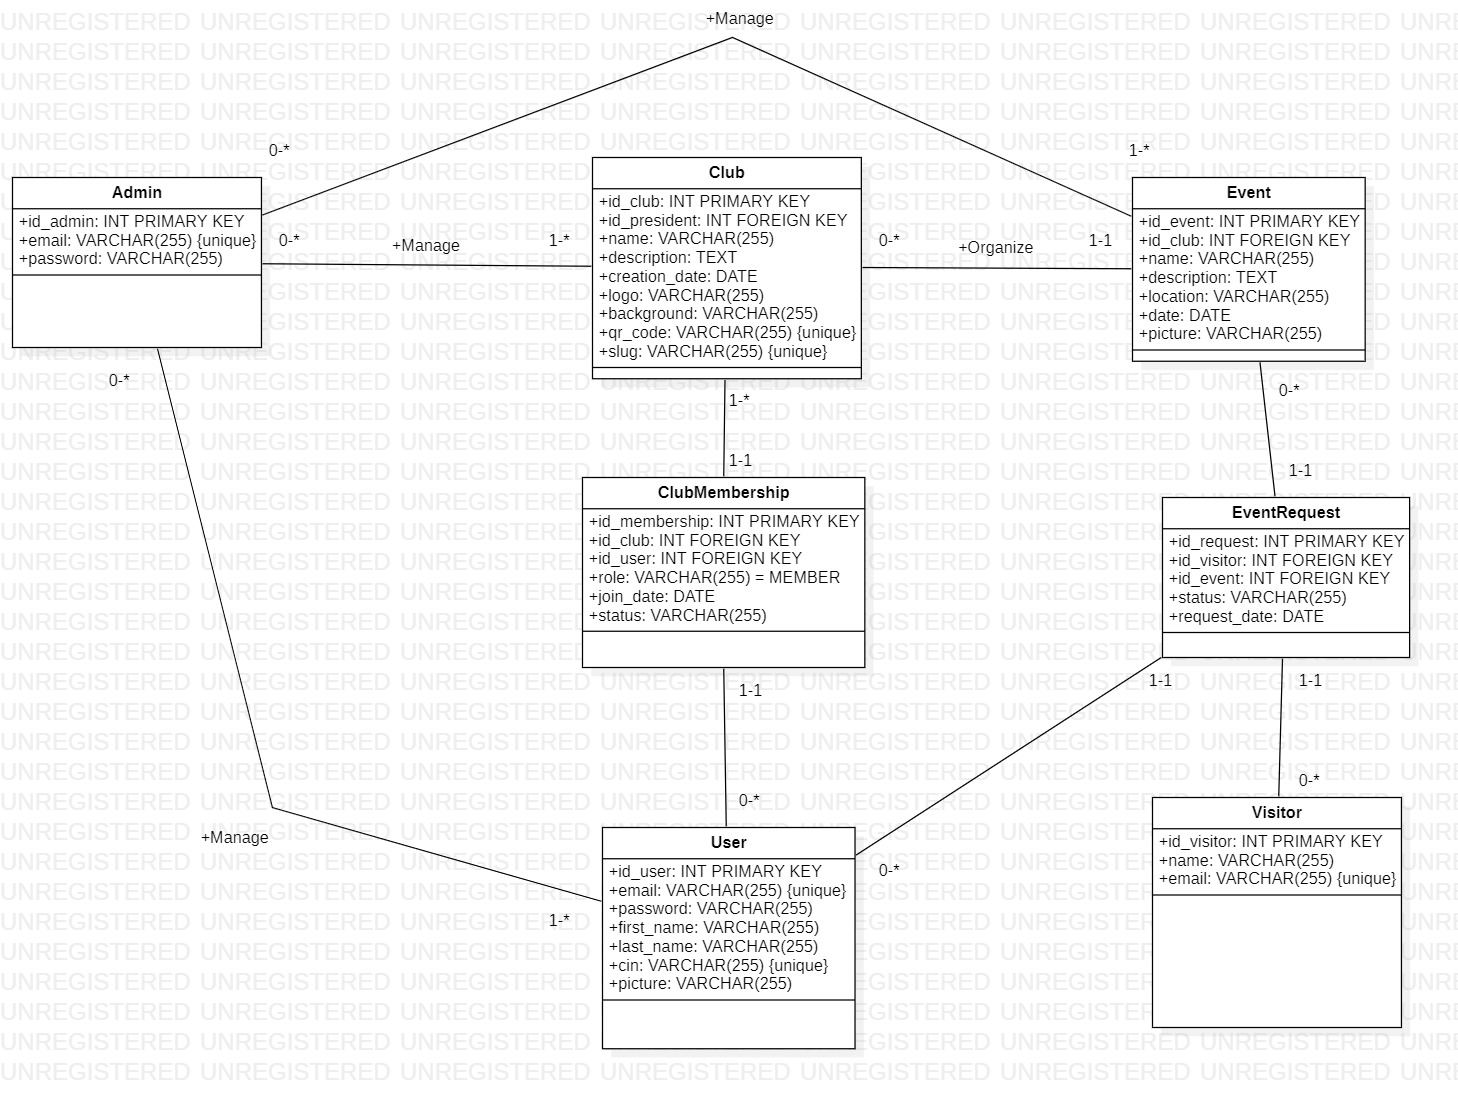 +Manage
0-*
1-*
Admin
+id_admin: INT PRIMARY KEY
+email: VARCHAR(255) {unique}
+password: VARCHAR(255)
0-*
+Manage
1-*
Club
+id_club: INT PRIMARY KEY
+id_president: INT FOREIGN KEY
+name: VARCHAR(255)
+description: TEXT
+creation_date: DATE
+logo: VARCHAR(255)
+background: VARCHAR(255)
+qr_code: VARCHAR(255) {unique}
+slug: VARCHAR(255) {unique}
0-*
+Organize
1-1
Event
+id_event: INT PRIMARY KEY
+id_club: INT FOREIGN KEY
+name: VARCHAR(255)
+description: TEXT
+location: VARCHAR(255)
+date: DATE
+picture: VARCHAR(255)
0-*
1-*
0-*
1-1
1-1
ClubMembership
+id_membership: INT PRIMARY KEY
+id_club: INT FOREIGN KEY
+id_user: INT FOREIGN KEY
+role: VARCHAR(255) = MEMBER
+join_date: DATE
+status: VARCHAR(255)
EventRequest
+id_request: INT PRIMARY KEY
+id_visitor: INT FOREIGN KEY
+id_event: INT FOREIGN KEY
+status: VARCHAR(255)
+request_date: DATE
1-1
1-1
1-1
0-*
0-*
+Manage
1-*
User
+id_user: INT PRIMARY KEY
+email: VARCHAR(255) {unique}
+password: VARCHAR(255)
+first_name: VARCHAR(255)
+last_name: VARCHAR(255)
+cin: VARCHAR(255) {unique}
+picture: VARCHAR(255)
0-*
Visitor
+id_visitor: INT PRIMARY KEY
+name: VARCHAR(255)
+email: VARCHAR(255) {unique}
UNREGISTERED